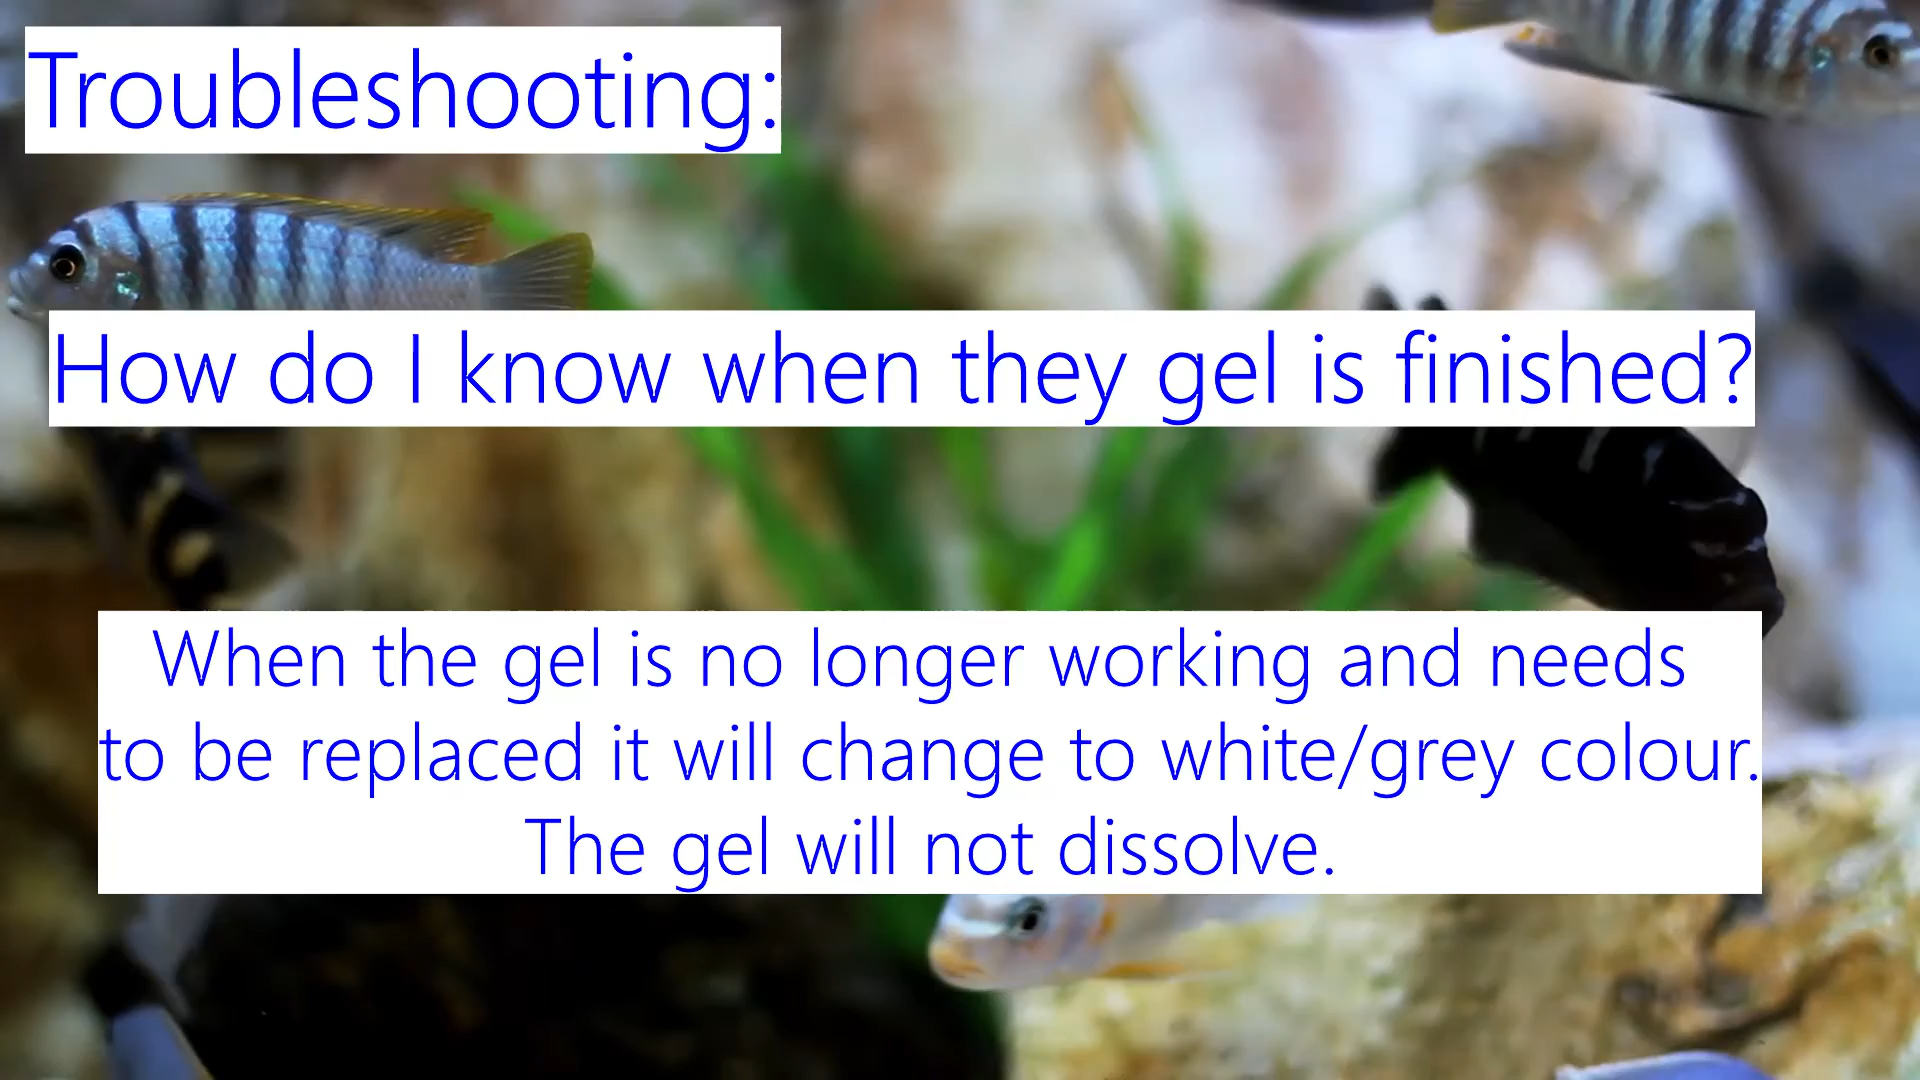 Troubleshooting:
How do I know when they gel is finished?
When the gel is no longer working and needs
to be replaced it will change to white/grey colour.
The gel will not dissolve.